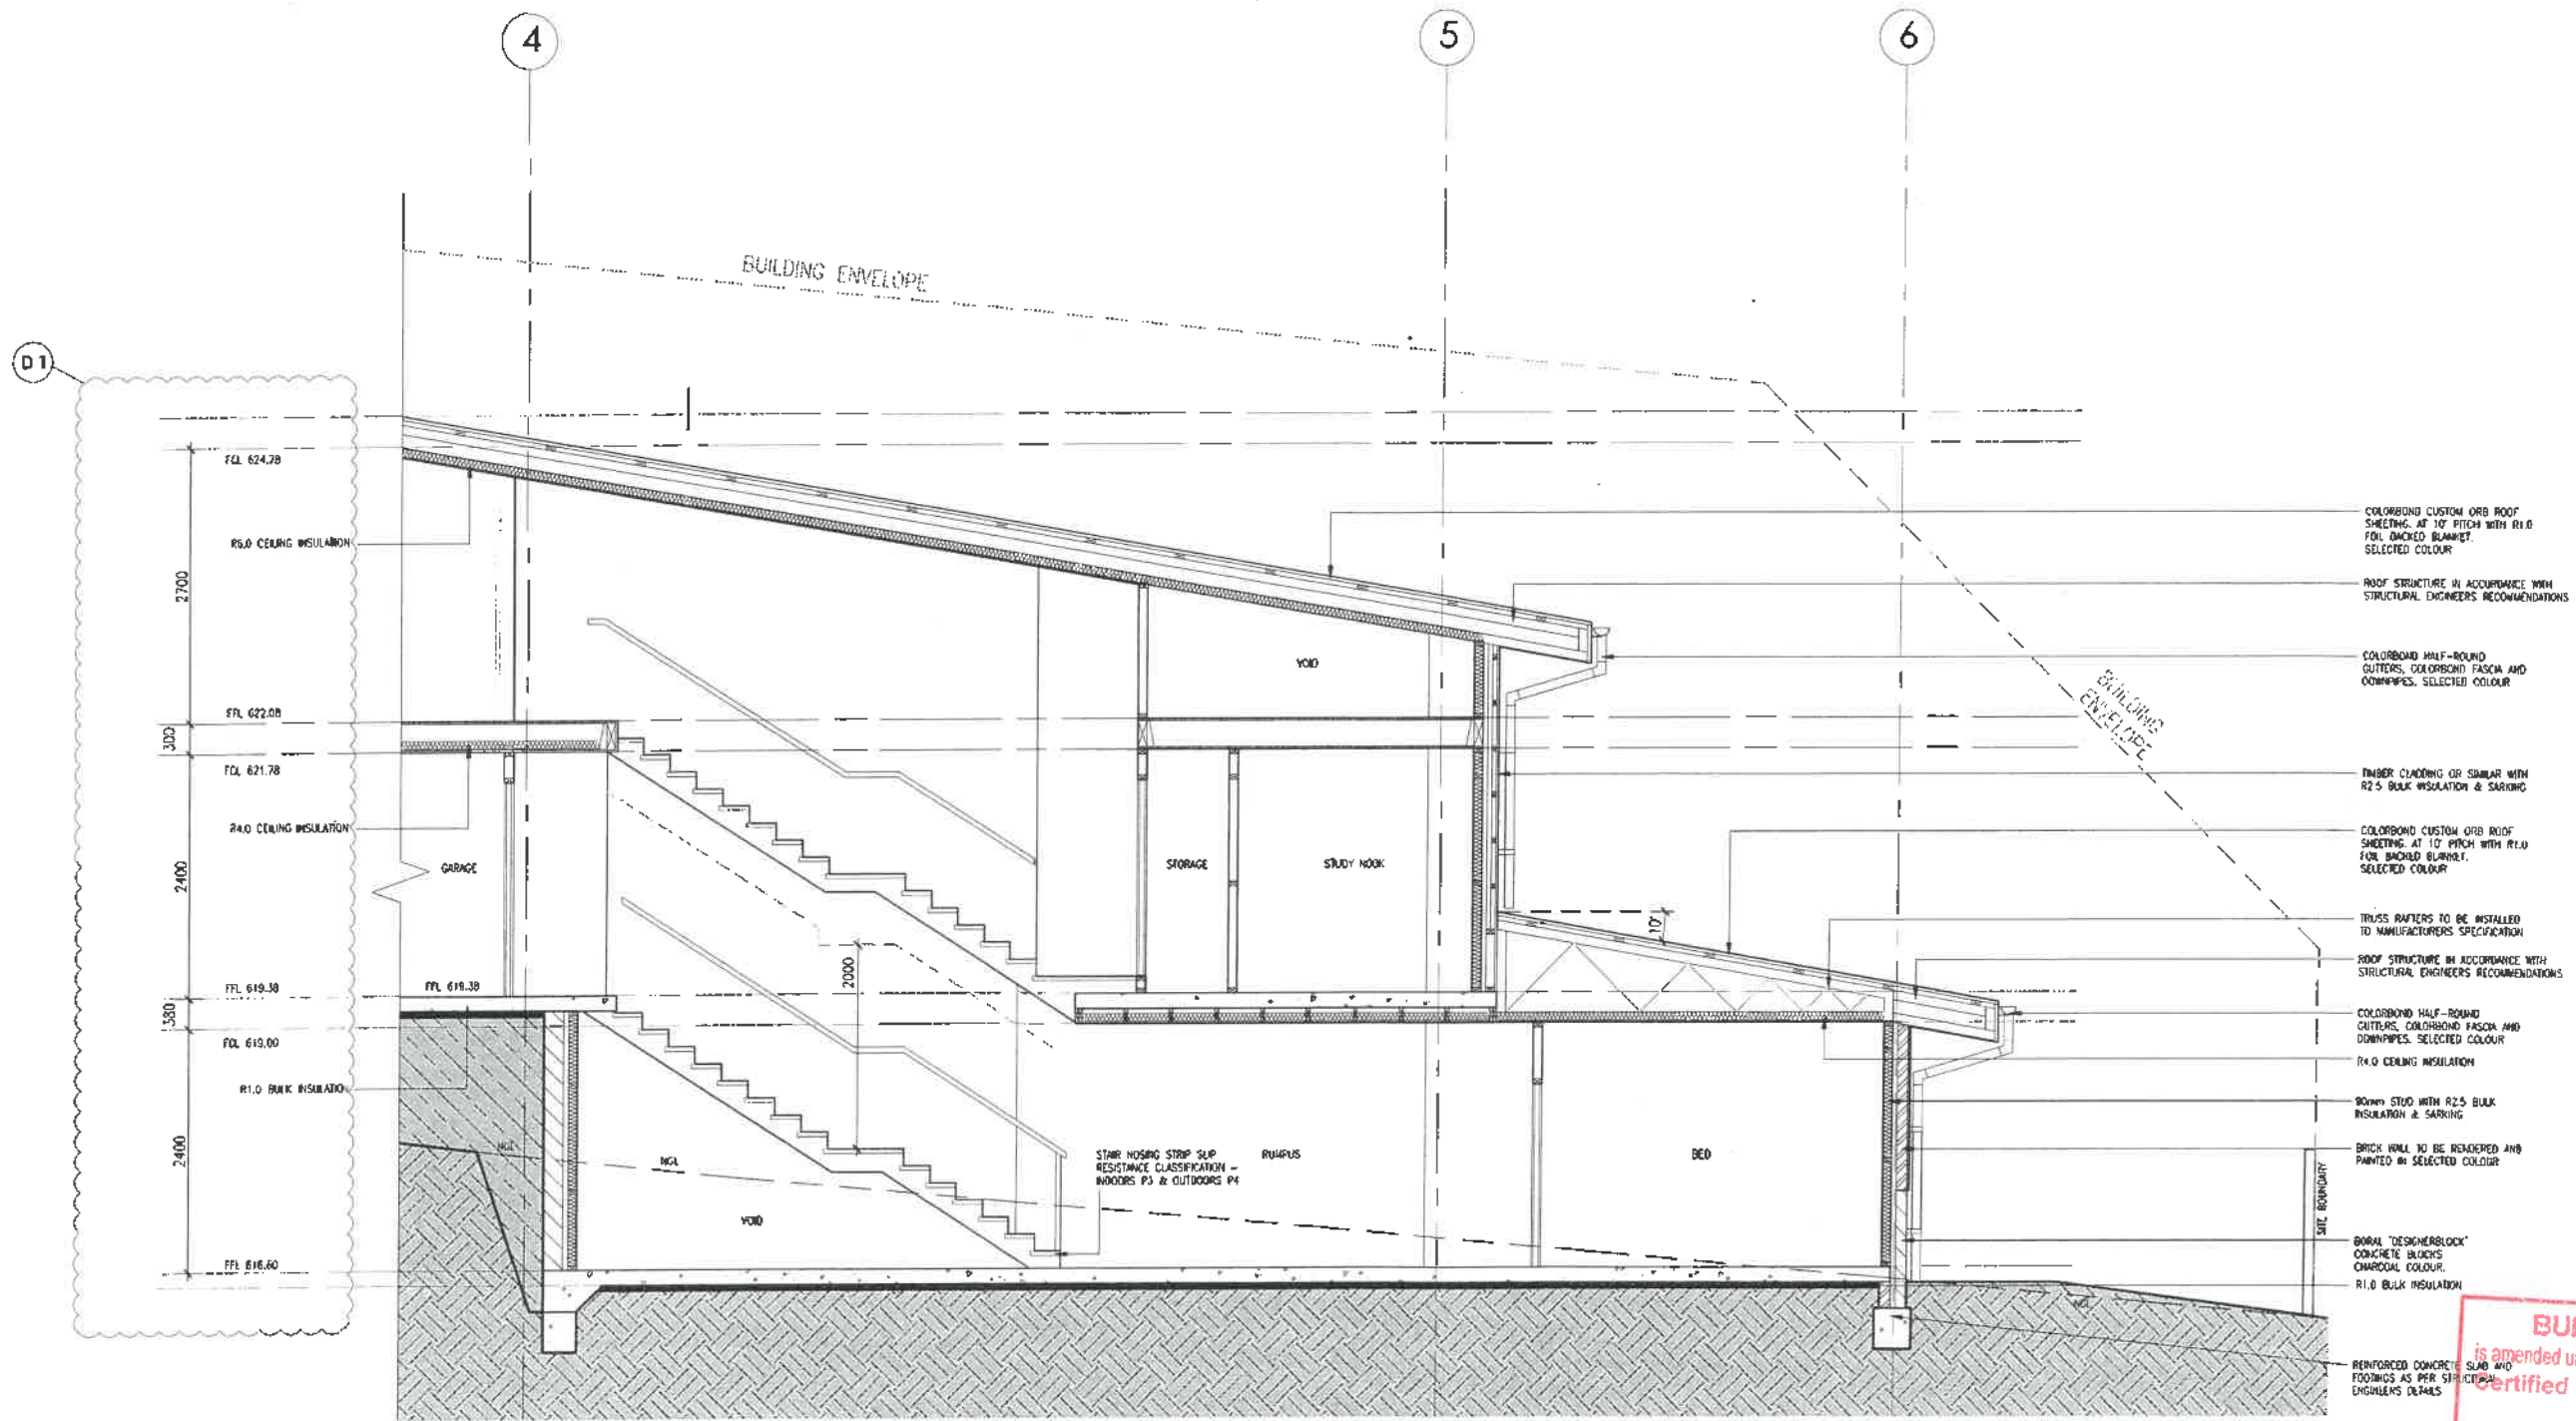 4
5
6
BUILDING ENVELOPE
D1
FCL 624.78
R6.0 CEILING INSULATION
2700
FFL 622.08
300
FCL 621.78
R4.0 CEILING INSULATION
2400
GARAGE
FFL 619.38
FFL 619.38
380
FCL 619.00
R1.0 BULK INSULATIO
2400
FFL 616.60
VOID
STORAGE
STUDY NOOK
2000
10°
NGL
NGL
VOID
STAIR NOSING STRIP SLIP
RESISTANCE CLASSIFICATION -
INDOORS P3 & OUTDOORS P4
RUMPUS
BED
NGL
BUILDING
ENVELOPE
SITE BOUNDARY
COLORBOND CUSTOM ORB ROOF
SHEETING. AT 10° PITCH WITH R1.0
FOIL BACKED BLANKET.
SELECTED COLOUR
ROOF STRUCTURE IN ACCORDANCE WITH
STRUCTURAL ENGINEERS RECOMMENDATIONS
COLORBOND HALF-ROUND
GUTTERS, COLORBOND FASCIA AND
DOWNPIPES. SELECTED COLOUR
TIMBER CLADDING OR SIMILAR WITH
R2.5 BULK INSULATION & SARKING
COLORBOND CUSTOM ORB ROOF
SHEETING. AT 10° PITCH WITH R1.0
FOIL BACKED BLANKET.
SELECTED COLOUR
TRUSS RAFTERS TO BE INSTALLED
TO MANUFACTURERS SPECIFICATION
ROOF STRUCTURE IN ACCORDANCE WITH
STRUCTURAL ENGINEERS RECOMMENDATIONS
COLORBOND HALF-ROUND
GUTTERS, COLORBOND FASCIA AND
DOWNPIPES. SELECTED COLOUR
R4.0 CEILING INSULATION
90mm STUD WITH R2.5 BULK
INSULATION & SARKING
BRICK WALL TO BE RENDERED AND
PAINTED IN SELECTED COLOUR
BORAL "DESIGNERBLOCK"
CONCRETE BLOCKS
CHARCOAL COLOUR.
R1.0 BULK INSULATION
REINFORCED CONCRETE SLAB AND
FOOTINGS AS PER STRUCTURAL
ENGINEERS DETAILS
BUI
is amended u
Certified